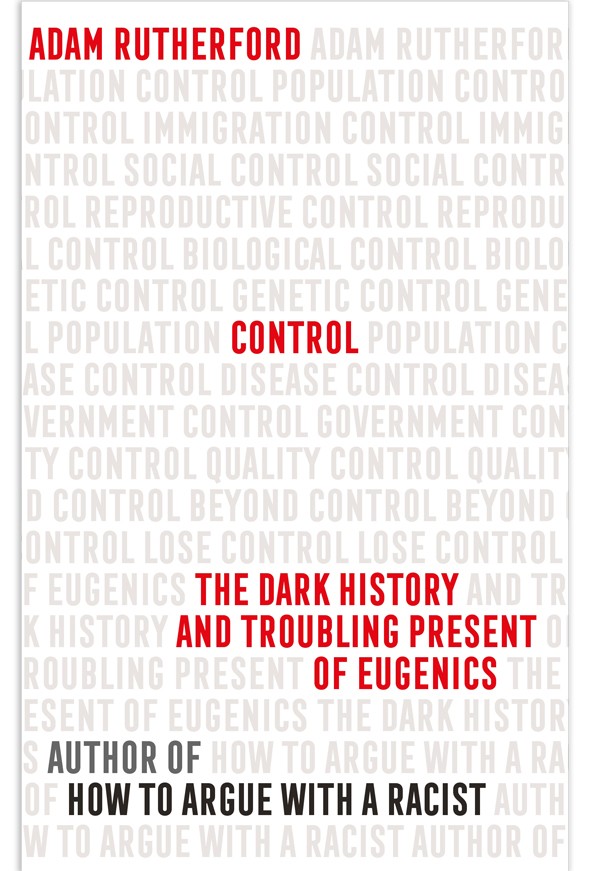 ADAM RUTHERFORD ADAM RUTHERFOR
LATION CONTROL POPULATION CONTRO
ONTROL IMMIGRATION CONTROL IMMIG
NTROL SOCIAL CONTROL SOCIAL CONTR
ROL REPRODUCTIVE CONTROL REPRODU
L CONTROL BIOLOGICAL CONTROL BIOLO
ETIC CONTROL GENETIC CONTROL GENE
L POPULATION CONTROL POPULATION C
ASE CONTROL DISEASE CONTROL DISEA
VERNMENT CONTROL GOVERNMENT CON
TY CONTROL QUALITY CONTROL QUALITY
D CONTROL BEYOND CONTROL BEYOND
ONTROL LOSE CONTROL LOSE CONTROL
F EUGENICS THE DARK HISTORY AND TR
K HISTORY AND TROUBLING PRESENT O
ROUBLING PRESENT OF EUGENICS THE
ESENT OF EUGENICS THE DARK HISTOR
S AUTHOR OF HOW TO ARGUE WITH A RA
OF HOW TO ARGUE WITH A RACIST AUTH
W TO ARGUE WITH A RACIST AUTHOR OF